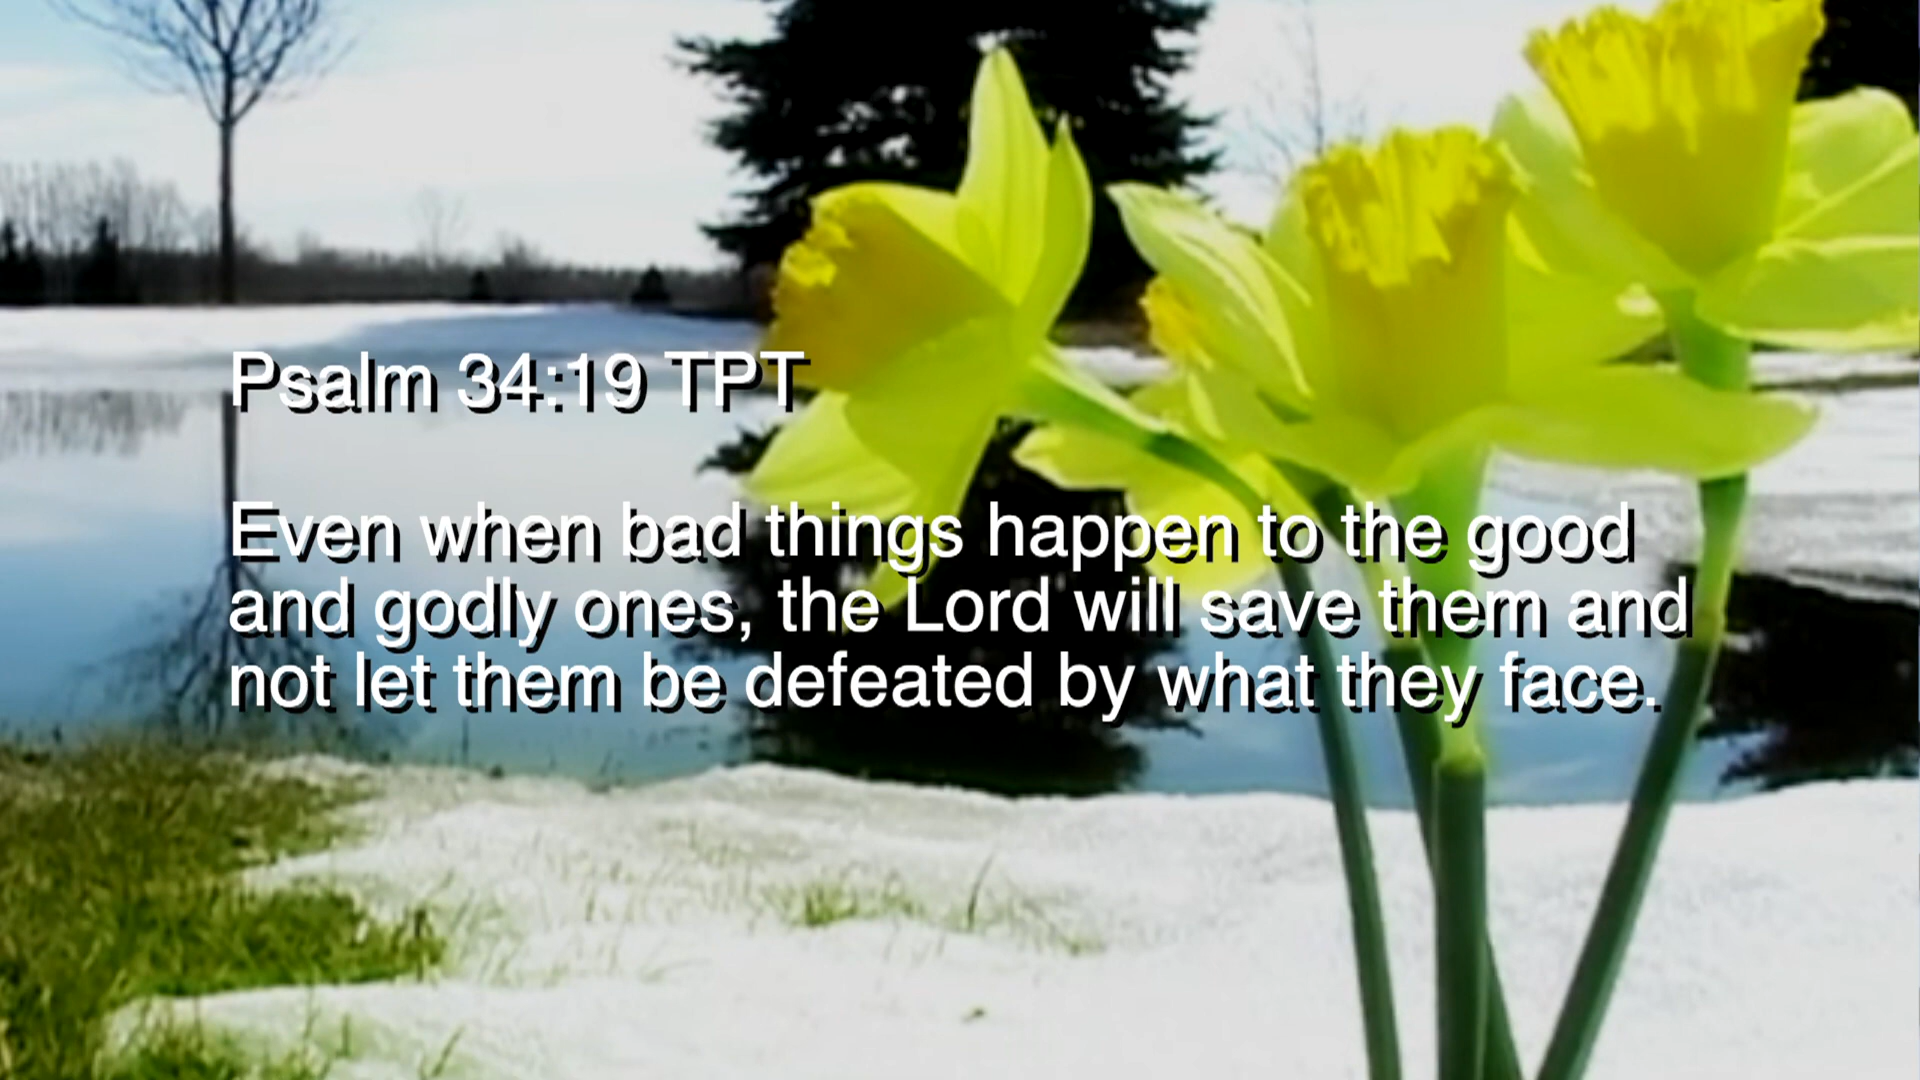 Psalm 34:19 TPT
Even when bad things happen to the good
and godly ones, the Lord will save them and
not let them be defeated by what they face.